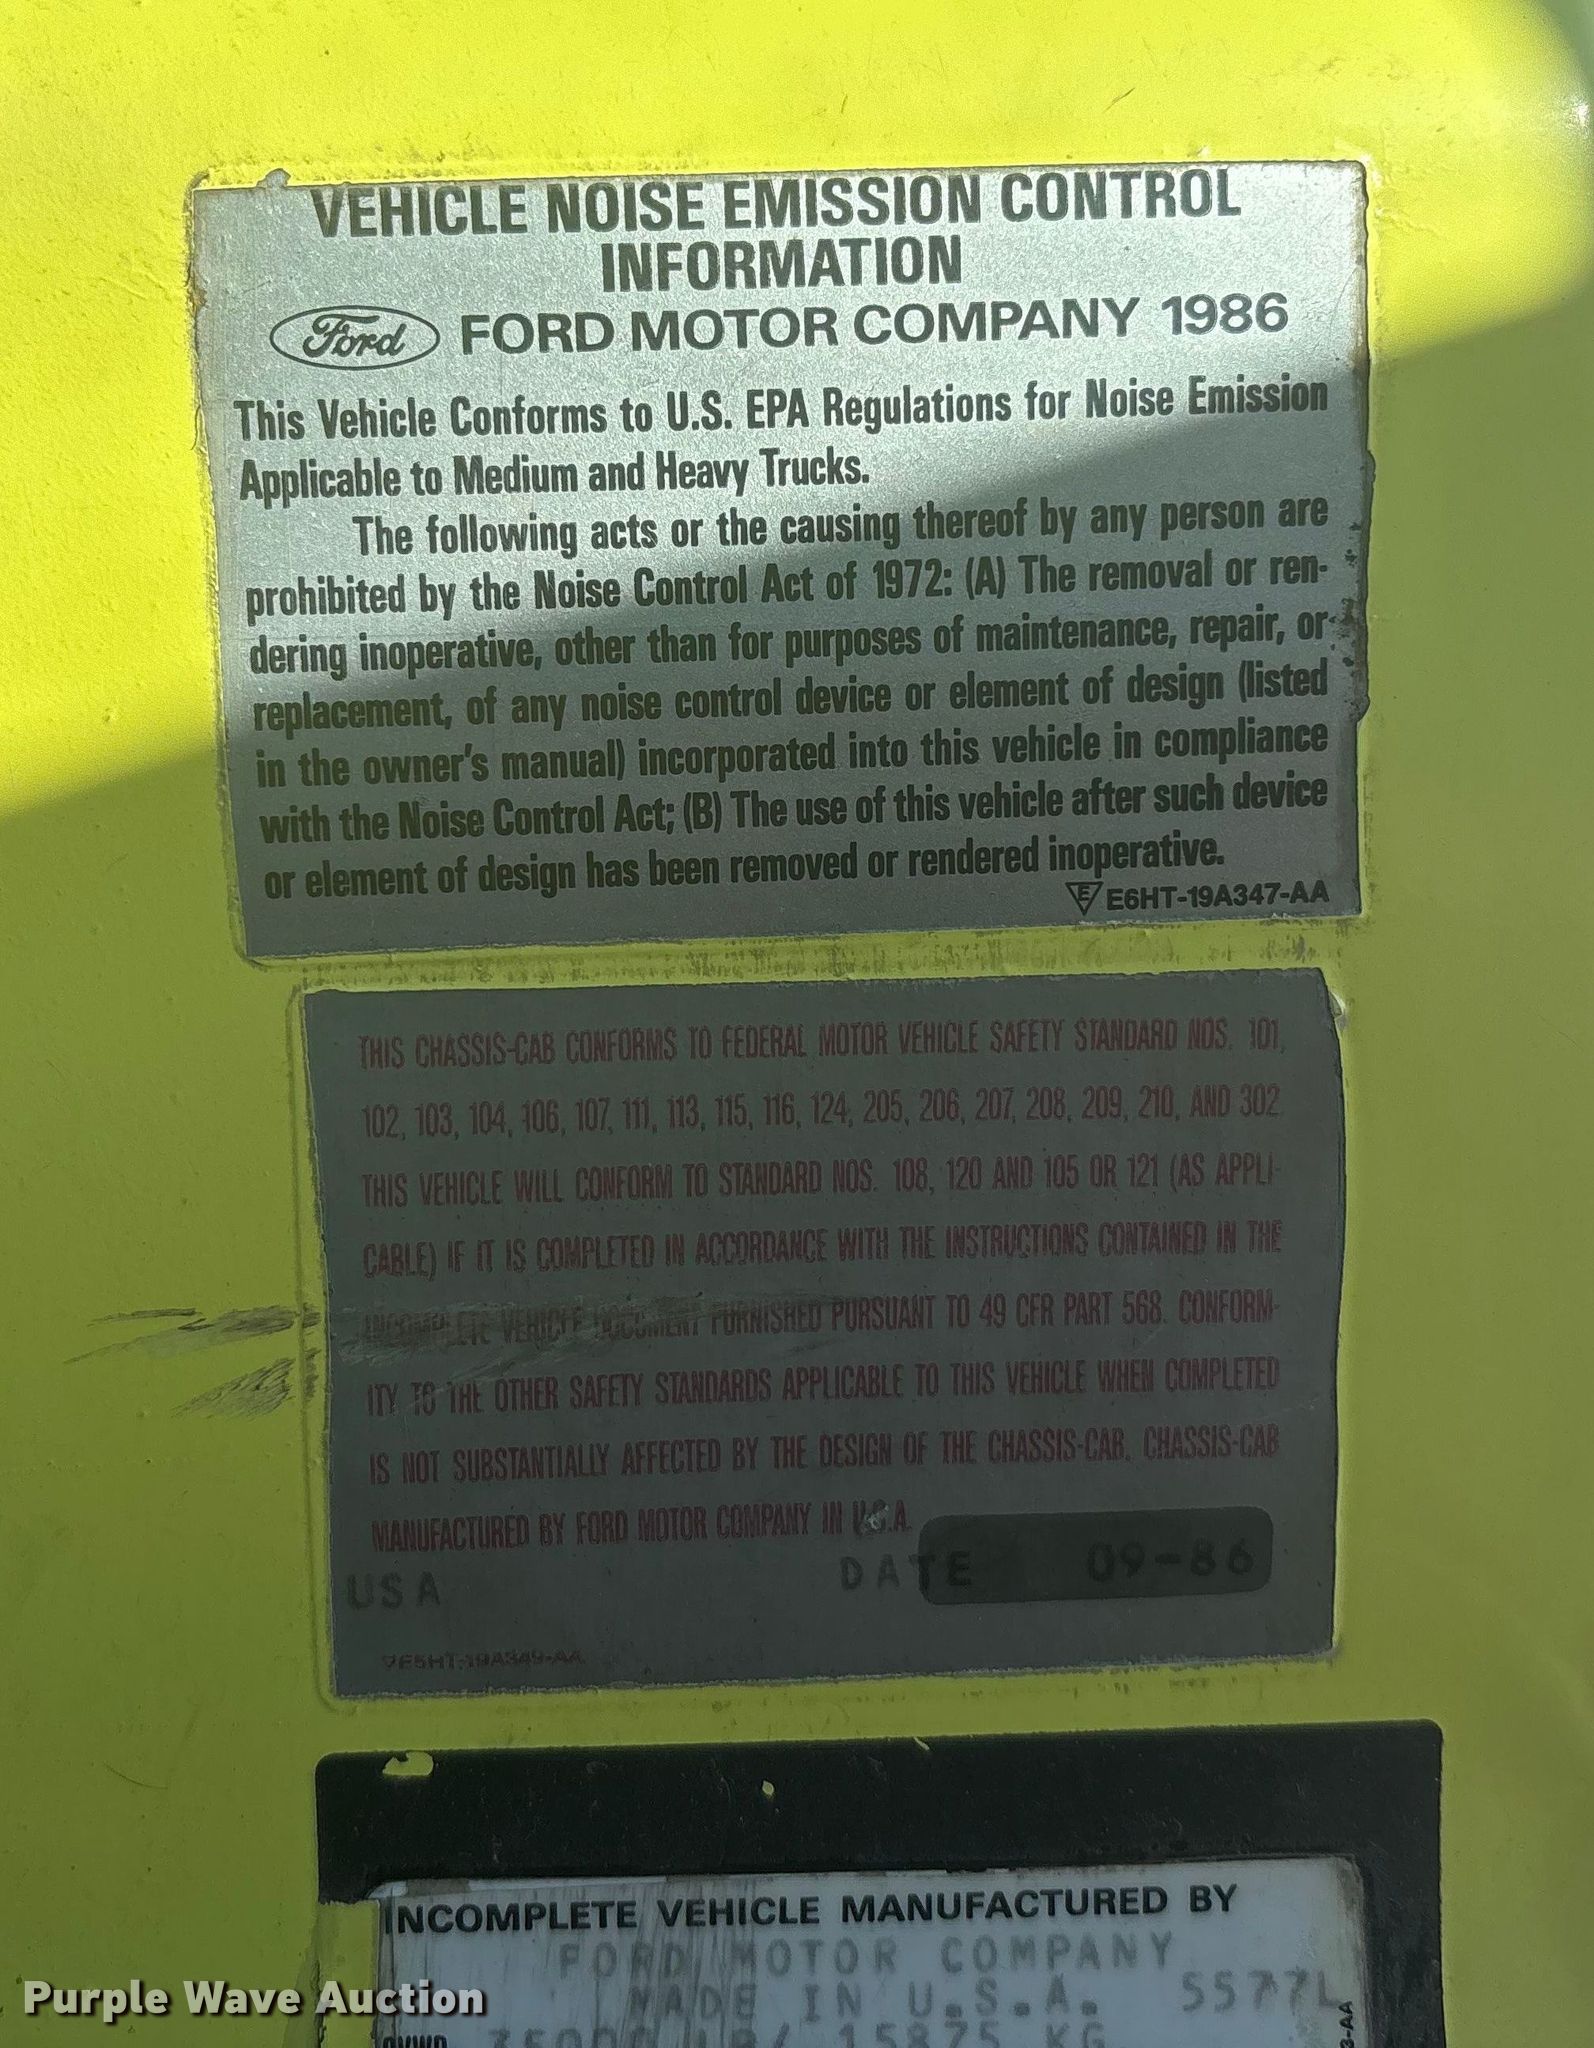 VEHICLE NOISE EMISSION CONTROL
INFORMATION
Ford FORD MOTOR COMPANY 1986
This Vehicle Conforms to U.S. EPA Regulations for Noise Emission
Applicable to Medium and Heavy Trucks.
The following acts or the causing thereof by any person are
prohibited by the Noise Control Act of 1972: (A) The removal or ren-
dering inoperative, other than for purposes of maintenance, repair, or
replacement, of any noise control device or element of design (listed
in the owner's manual) incorporated into this vehicle in compliance
with the Noise Control Act; (B) The use of this vehicle after such device
or element of design has been removed or rendered inoperative.
E E6HT-19A347-AA
THIS CHASSIS-CAB CONFORMS TO FEDERAL MOTOR VEHICLE SAFETY STANDARD NOS. 101,
102, 103, 104, 106, 107, 111, 113, 115, 116, 124, 205, 206, 207, 208, 209, 210, AND 302
THIS VEHICLE WILL CONFORM TO STANDARD NOS. 108, 120 AND 105 OR 121 (AS APPLI-
CABLE) IF IT IS COMPLETED IN ACCORDANCE WITH THE INSTRUCTIONS CONTAINED IN THE
INCOMPLETE VEHICLE DOCUMENT FURNISHED PURSUANT TO 49 CFR PART 568. CONFORM-
ITY TO THE OTHER SAFETY STANDARDS APPLICABLE TO THIS VEHICLE WHEN COMPLETED
IS NOT SUBSTANTIALLY AFFECTED BY THE DESIGN OF THE CHASSIS-CAB. CHASSIS-CAB
MANUFACTURED BY FORD MOTOR COMPANY IN U.S.A.
USA DATE 09-86
E5HT-19A349-AA
INCOMPLETE VEHICLE MANUFACTURED BY
FORD MOTOR COMPANY
MADE IN U.S.A. 5577L
GVWR 35000 LB/ 15875 KG
Purple Wave Auction